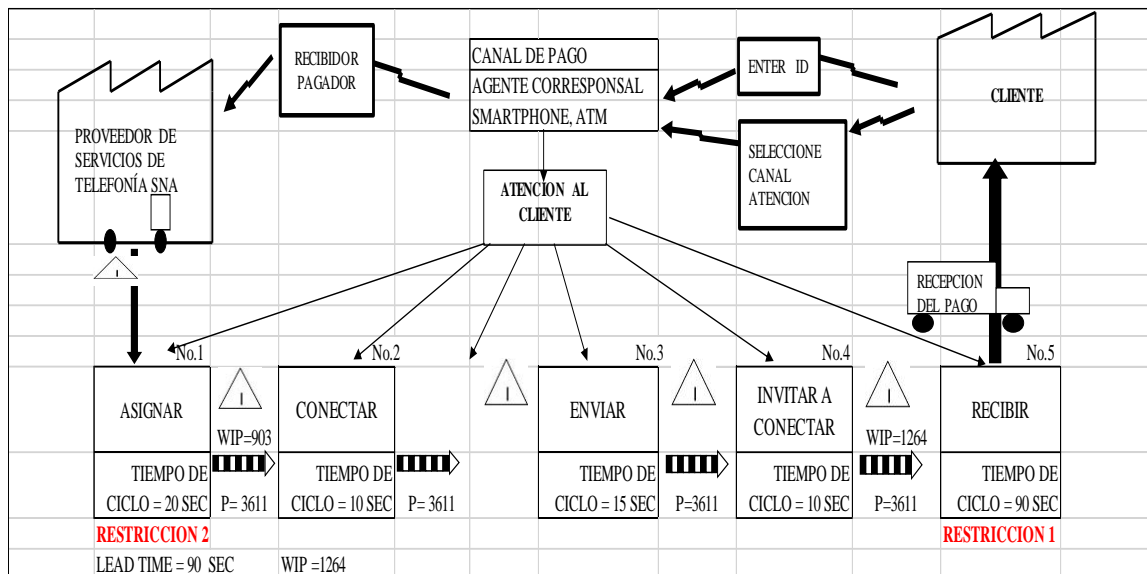 RECIBIDOR
PAGADOR
CANAL DE PAGO
AGENTE CORRESPONSAL
SMARTPHONE, ATM
ENTER ID
CLIENTE
PROVEEDOR DE
SERVICIOS DE
TELEFONÍA SNA
SELECCIONE
CANAL
ATENCION
ATENCION AL
CLIENTE
I
RECEPCION
DEL PAGO
No.1
No.2
No.3
No.4
No.5
ASIGNAR
I
WIP=903
CONECTAR
I
ENVIAR
I
INVITAR A
CONECTAR
I
WIP=1264
RECIBIR
TIEMPO DE
CICLO = 20 SEC
P= 3611
TIEMPO DE
CICLO = 10 SEC
P= 3611
TIEMPO DE
CICLO = 15 SEC
P=3611
TIEMPO DE
CICLO = 10 SEC
P=3611
TIEMPO DE
CICLO = 90 SEC
RESTRICCION 2
RESTRICCION 1
LEAD TIME = 90 SEC
WIP =1264